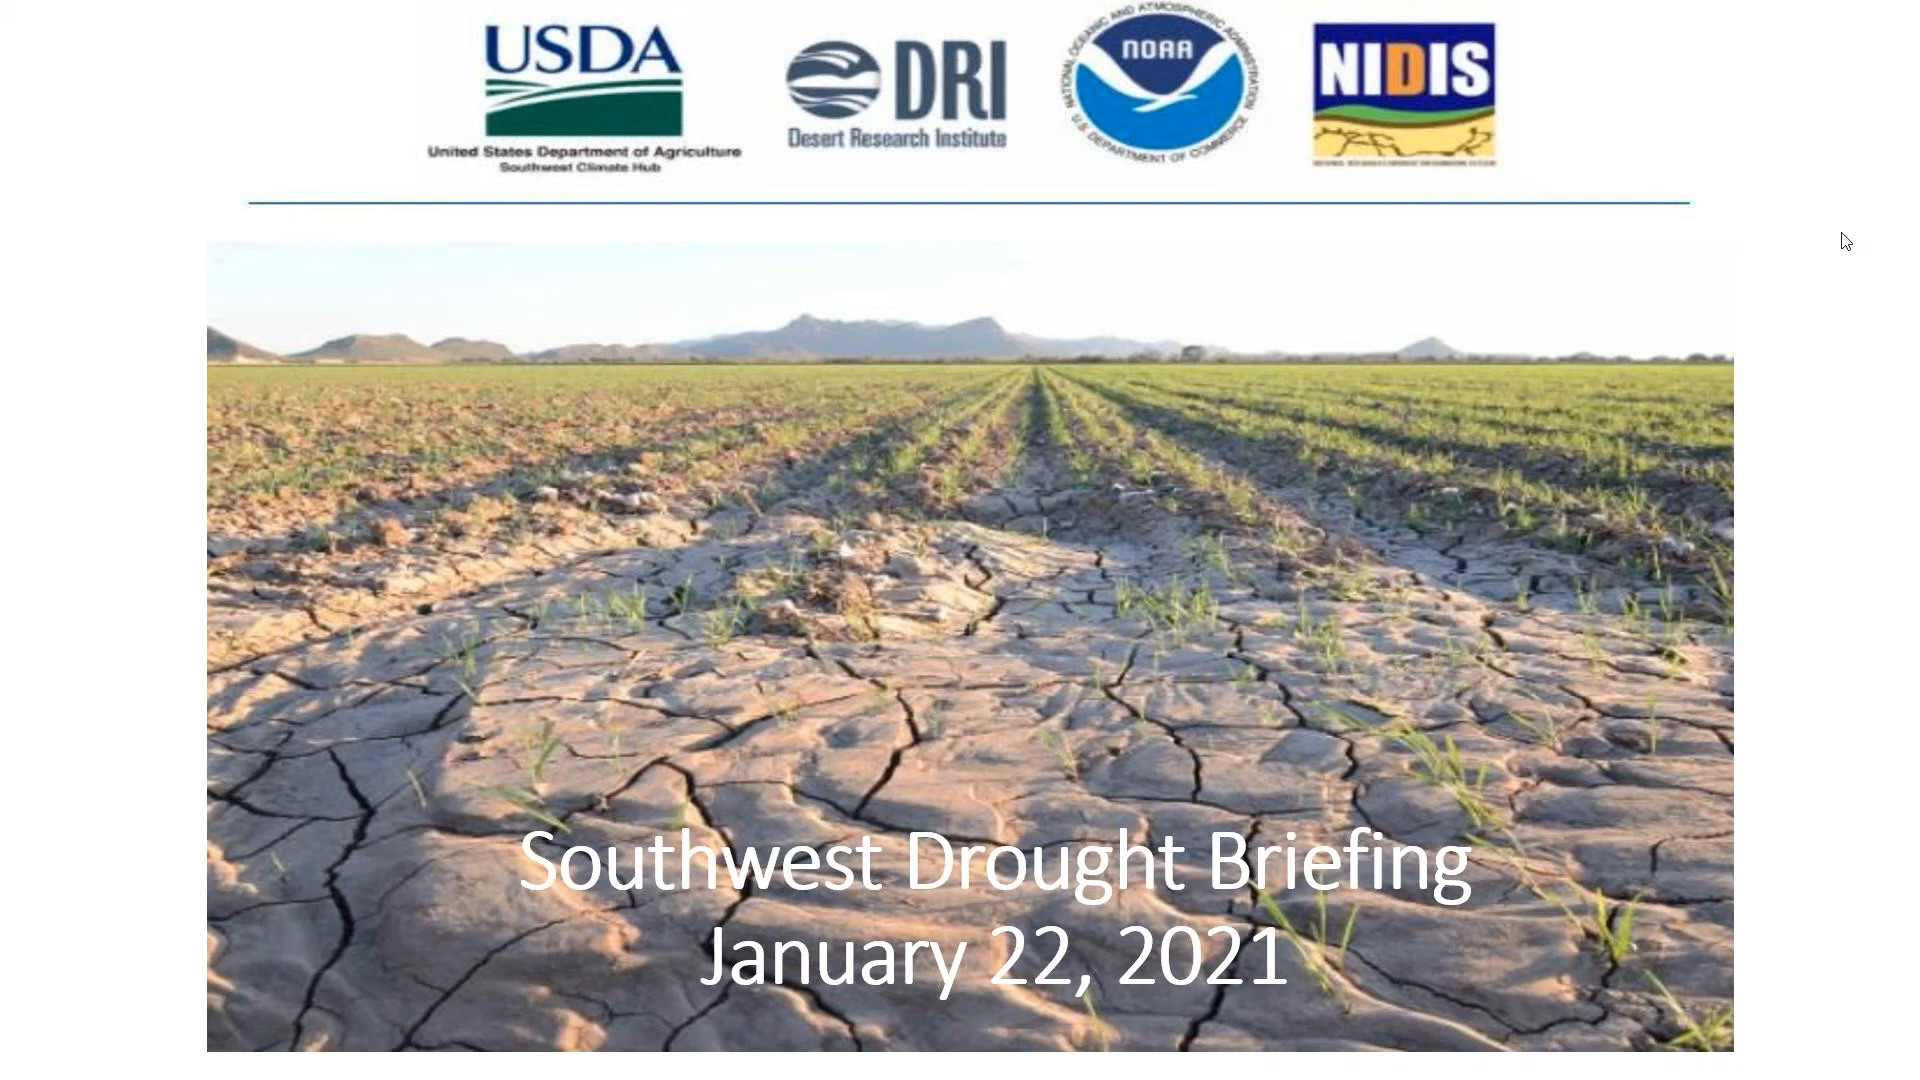 USDA
United States Department of Agriculture
Southwest Climate Hub
DRI
Desert Research Institute
NATIONAL OCEANIC AND ATMOSPHERIC ADMINISTRATION
NOAA
U.S. DEPARTMENT OF COMMERCE
NIDIS
Southwest Drought Briefing
January 22, 2021